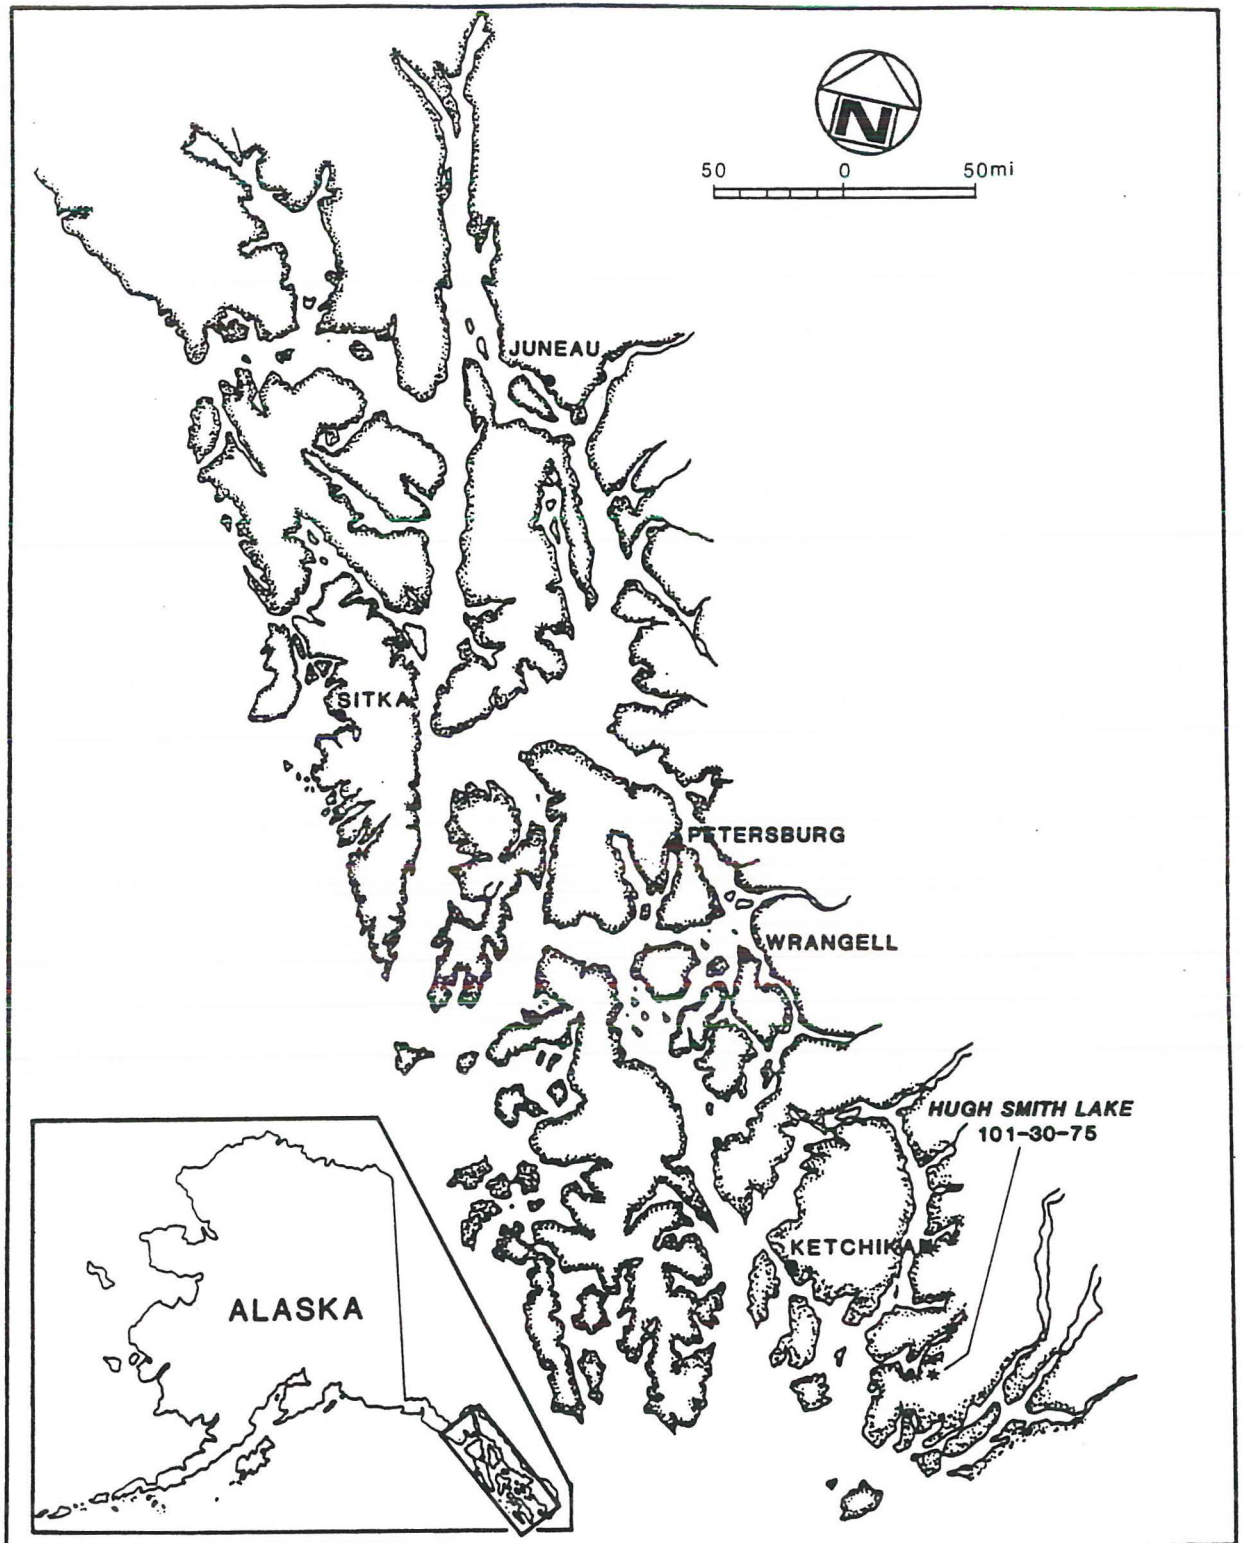 N
50 0 50mi
JUNEAU
SITKA
PETERSBURG
WRANGELL
HUGH SMITH LAKE
101-30-75
KETCHIKAN
ALASKA